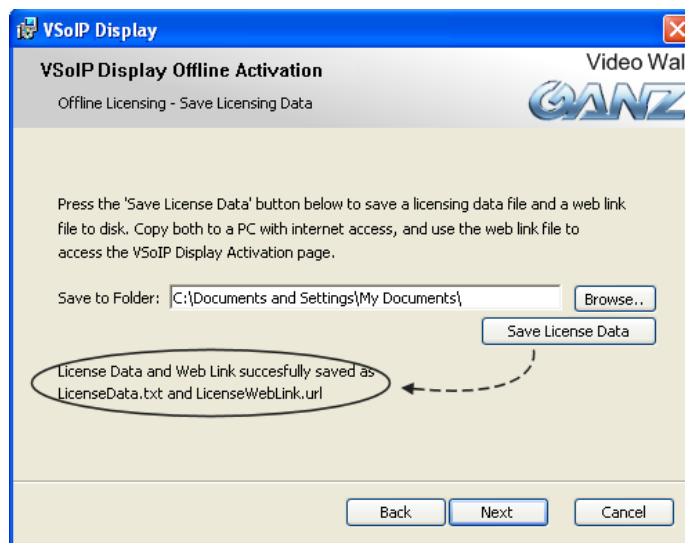 VSoIP Display
VSoIP Display Offline Activation
Video Wal
Offline Licensing - Save Licensing Data
GANZ
Press the 'Save License Data' button below to save a licensing data file and a web link
file to disk. Copy both to a PC with internet access, and use the web link file to
access the VSoIP Display Activation page.
Save to Folder: C:\Documents and Settings\My Documents\ Browse..
Save License Data
License Data and Web Link succesfully saved as
LicenseData.txt and LicenseWebLink.url
Back Next Cancel